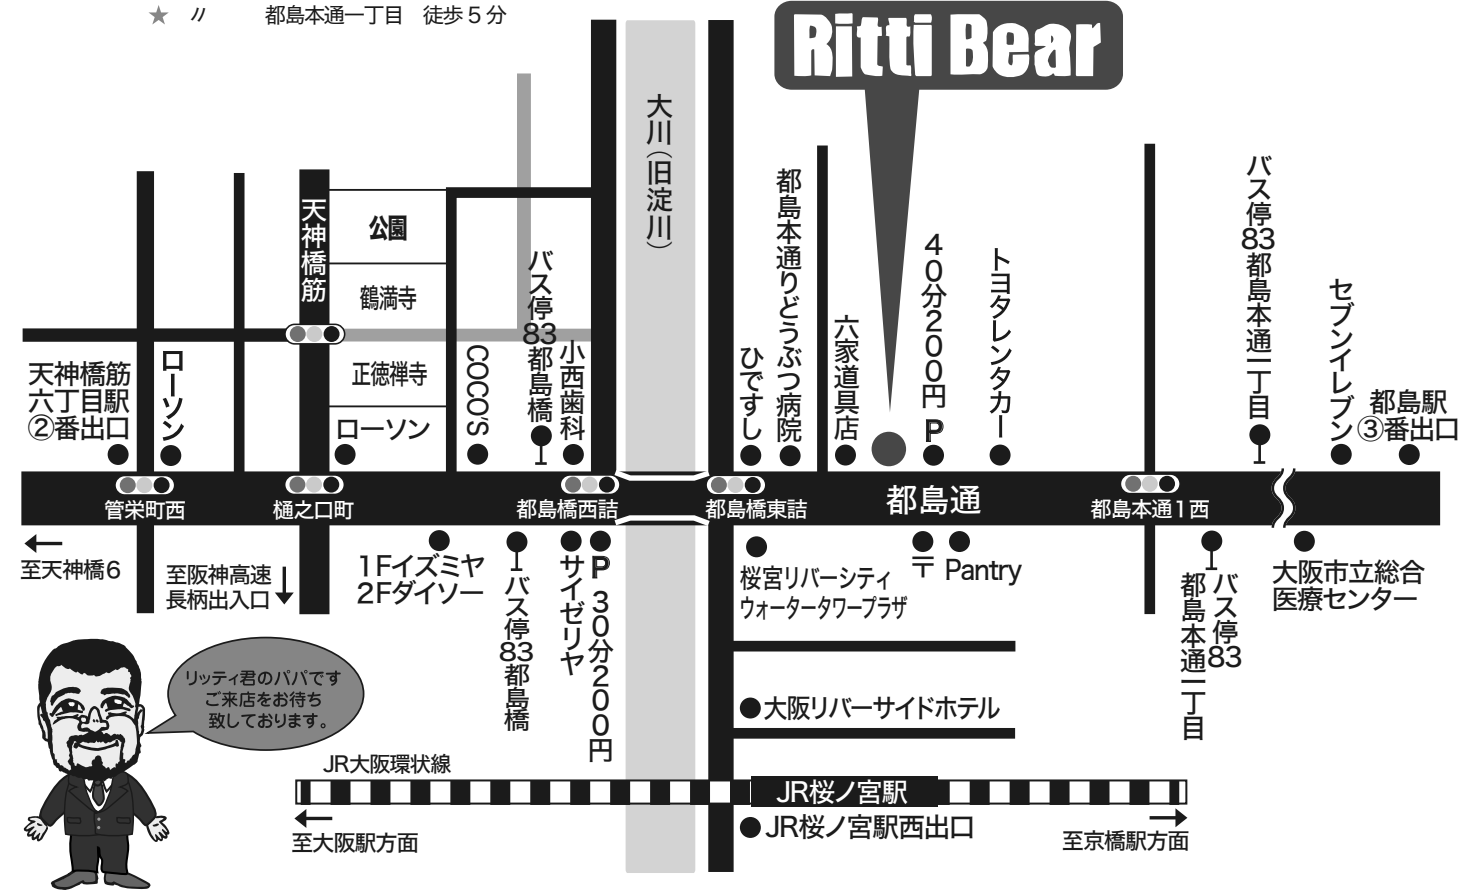 ★ 〃 都島本通一丁目 徒歩5分
Ritti Bear
大川（旧淀川）
天神橋筋
公園
鶴満寺
正徳禅寺
ローソン
天神橋筋
六丁目駅
②番出口
ローソン
COCO'S
バス停83都島橋
小西歯科
ひですし
都島本通りどうぶつ病院
六家道具店
40分200円 P
トヨタレンタカー
バス停83都島本通一丁目
セブンイレブン
都島駅
③番出口
管栄町西
樋之口町
都島橋西詰
都島橋東詰
都島通
都島本通1西
至天神橋6
至阪神高速
長柄出入口
1Fイズミヤ
2Fダイソー
バス停83都島橋
サイゼリヤ
P 30分200円
桜宮リバーシティ
ウォータータワープラザ
〒 Pantry
バス停83
都島本通一丁目
大阪市立総合
医療センター
大阪リバーサイドホテル
リッティ君のパパです
ご来店をお待ち
致しております。
JR大阪環状線
JR桜ノ宮駅
JR桜ノ宮駅西出口
至大阪駅方面
至京橋駅方面